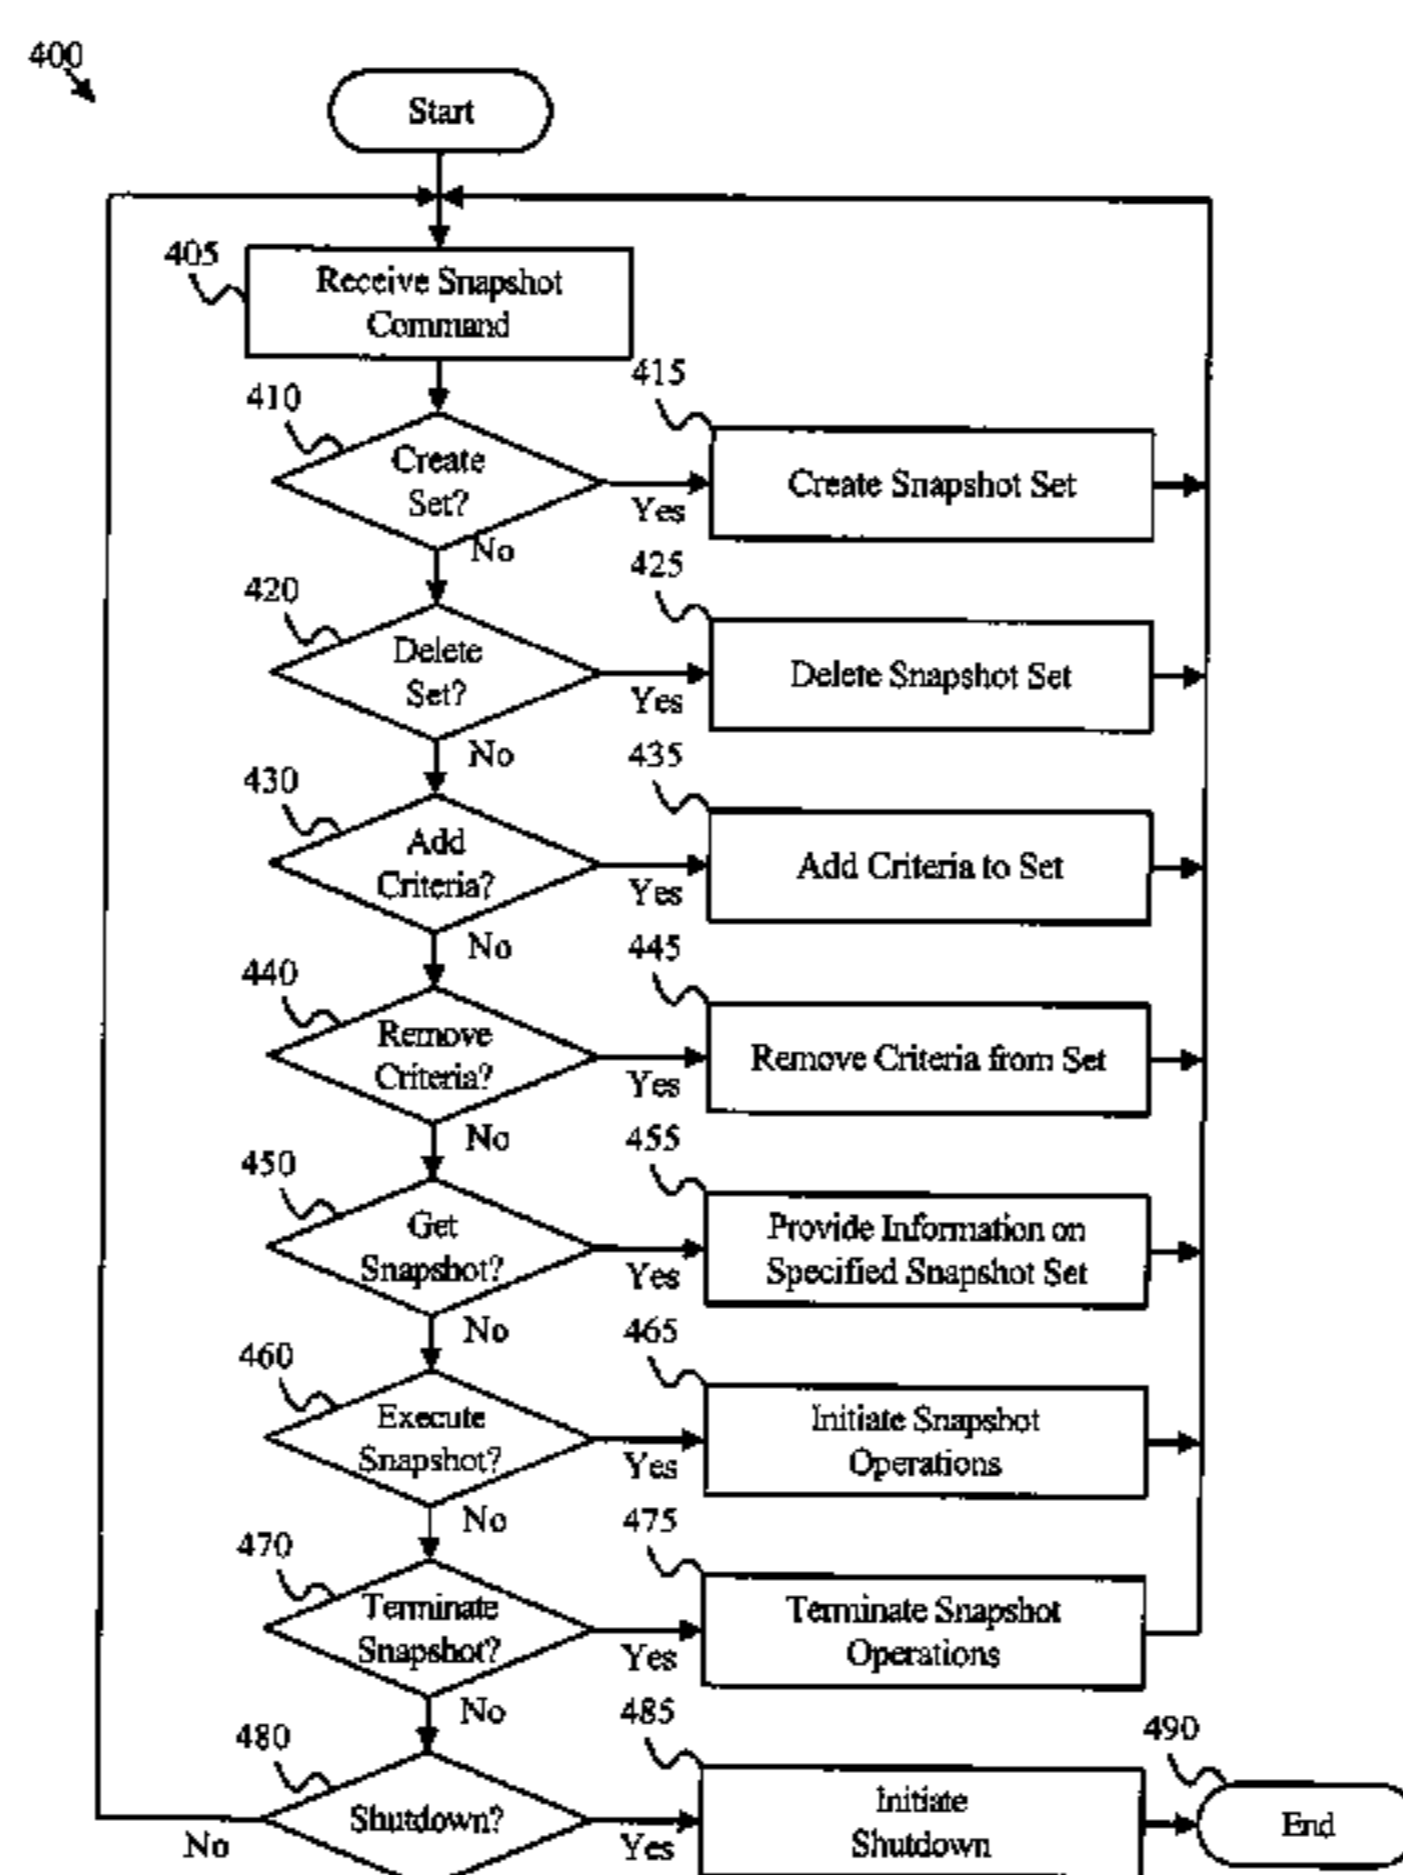 400
Start
405
Receive Snapshot
Command
410
Create
Set?
Yes
No
415
Create Snapshot Set
420
Delete
Set?
Yes
No
425
Delete Snapshot Set
430
Add
Criteria?
Yes
No
435
Add Criteria to Set
440
Remove
Criteria?
Yes
No
445
Remove Criteria from Set
450
Get
Snapshot?
Yes
No
455
Provide Information on
Specified Snapshot Set
460
Execute
Snapshot?
Yes
No
465
Initiate Snapshot
Operations
470
Terminate
Snapshot?
Yes
No
475
Terminate Snapshot
Operations
480
Shutdown?
No
Yes
485
Initiate
Shutdown
490
End